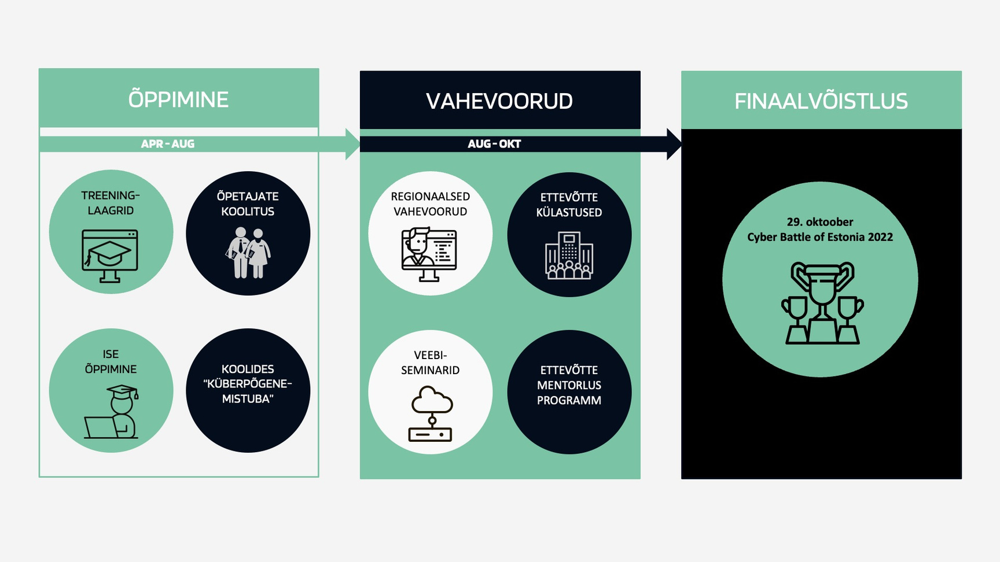 ÕPPIMINE
APR - AUG
TREENING-
LAAGRID
ÕPETAJATE
KOOLITUS
ISE
ÕPPIMINE
KOOLIDES
“KÜBERPÕGENE-
MISTUBA”
VAHEVOORUD
AUG - OKT
REGIONAALSED
VAHEVOORUD
ETTEVÕTTE
KÜLASTUSED
VEEBI-
SEMINARID
ETTEVÕTTE
MENTORLUS
PROGRAMM
FINAALVÕISTLUS
29. oktoober
Cyber Battle of Estonia 2022